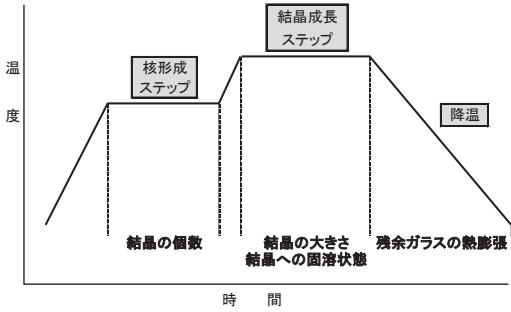 結晶成長
ステップ
核形成
ステップ
温
度
降温
結晶の個数
結晶の大きさ
結晶への固溶状態
残余ガラスの熱膨張
時 間